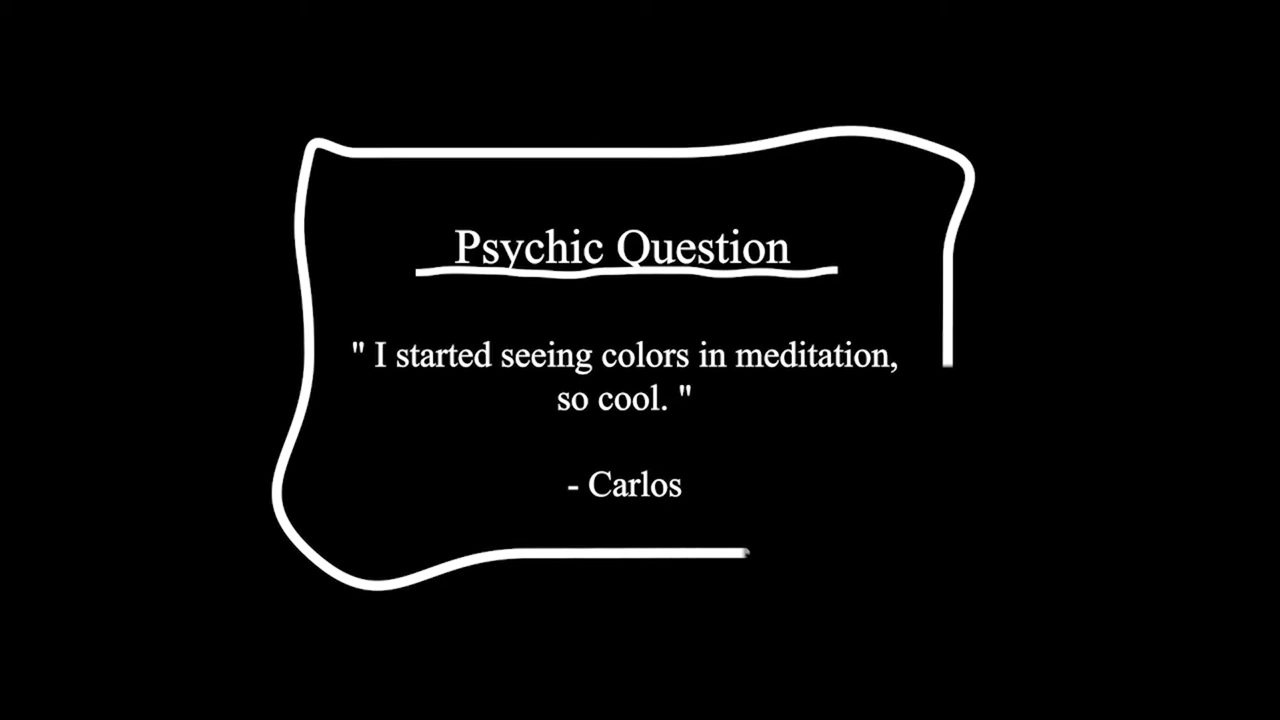 Psychic Question
" I started seeing colors in meditation,
so cool. "
- Carlos